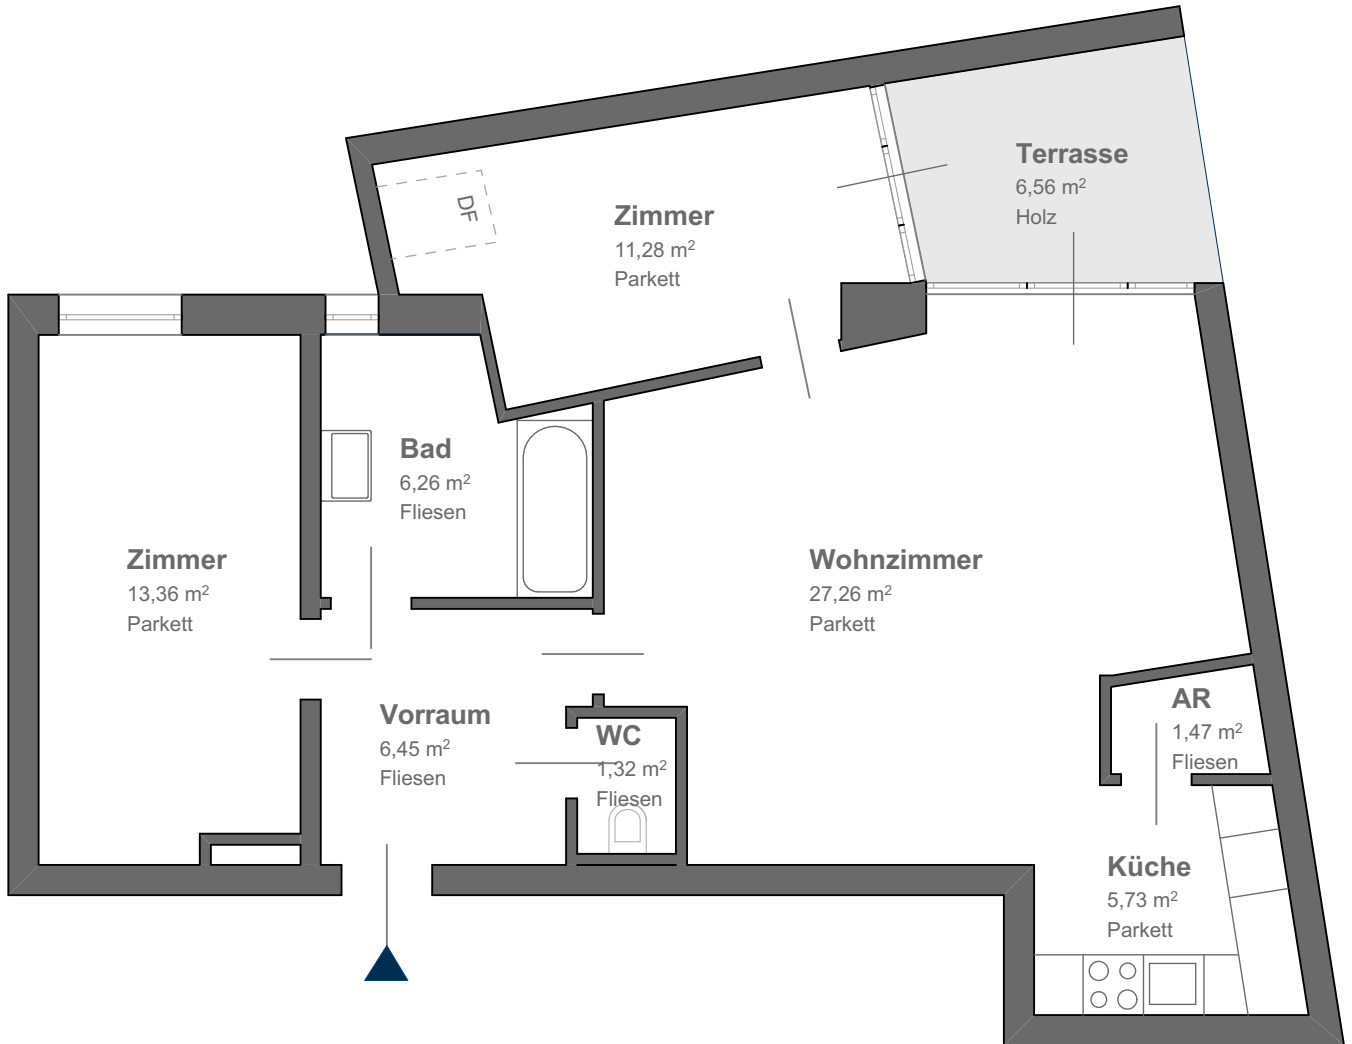 Terrasse
6,56 m²
Holz
DF
Zimmer
11,28 m²
Parkett
Bad
6,26 m²
Fliesen
Zimmer
13,36 m²
Parkett
Wohnzimmer
27,26 m²
Parkett
Vorraum
6,45 m²
Fliesen
WC
1,32 m²
Fliesen
AR
1,47 m²
Fliesen
Küche
5,73 m²
Parkett